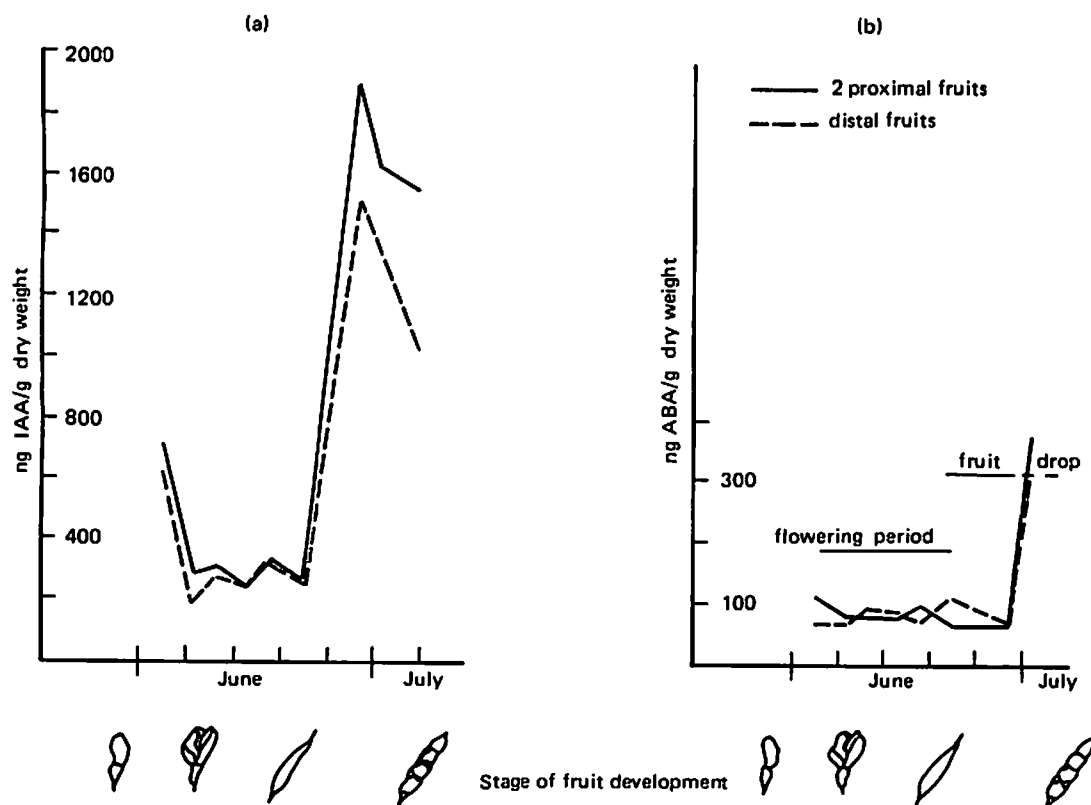 (a)
2000
1600
1200
800
400
ng IAA/g dry weight
June
July
(b)
2 proximal fruits
distal fruits
ng ABA/g dry weight
300
100
fruit drop
flowering period
June
July
Stage of fruit development